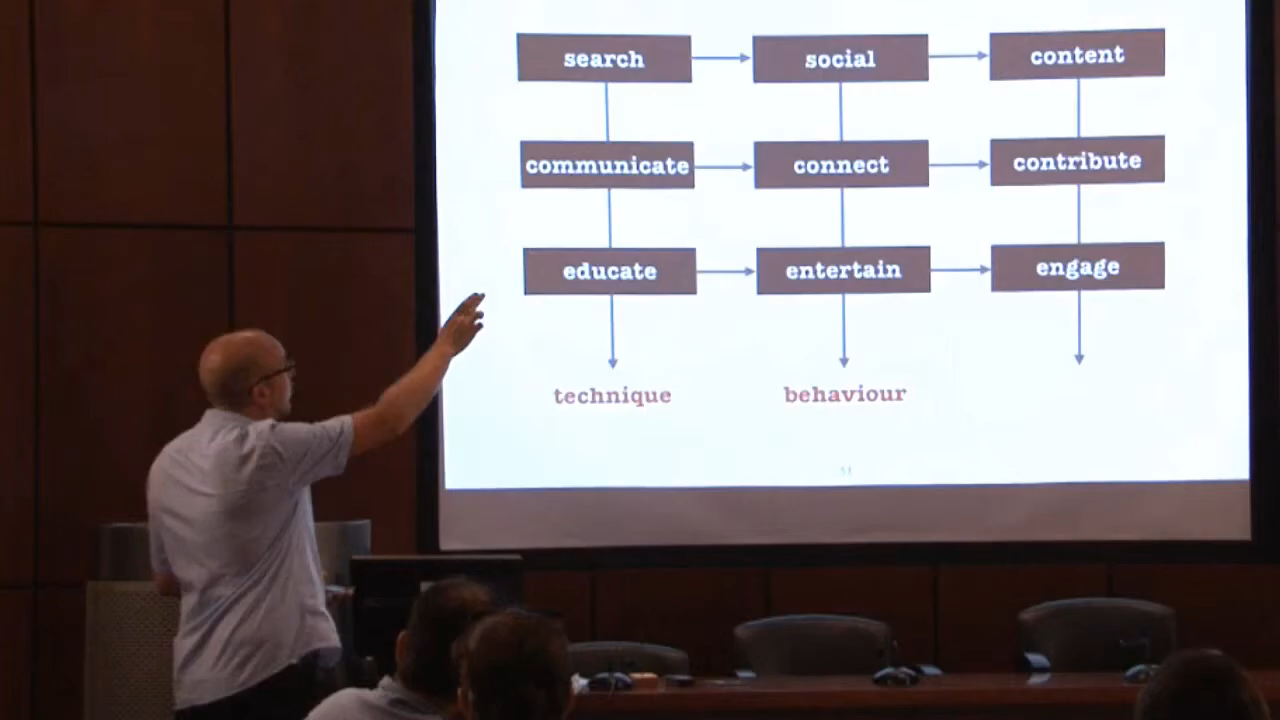 search social content
communicate connect contribute
educate entertain engage
technique behaviour